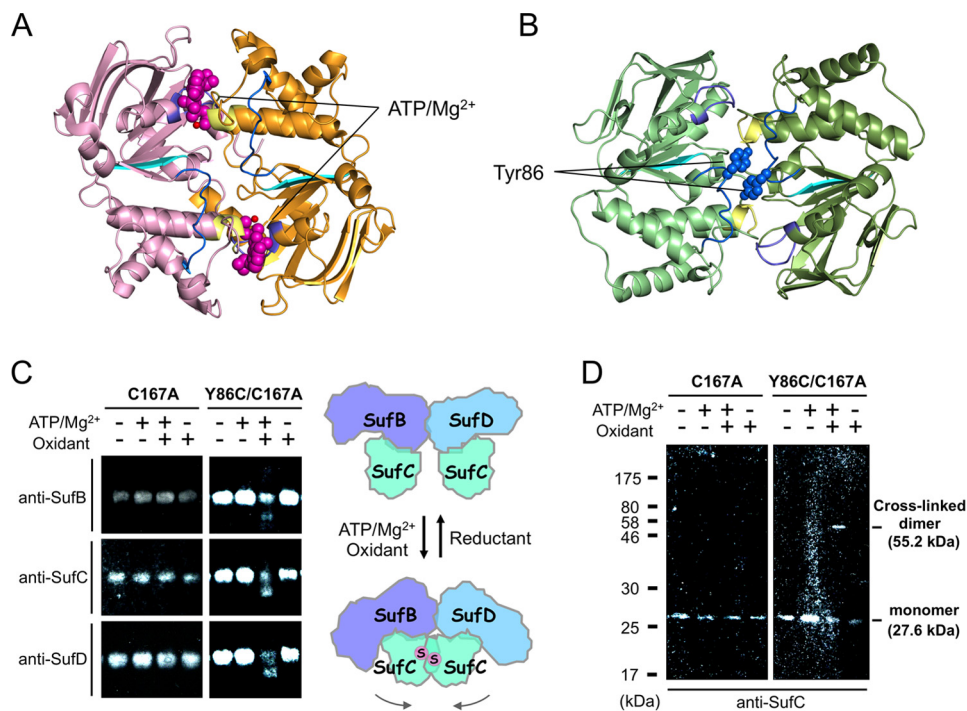 A
ATP/Mg²⁺
B
Tyr86
C
C167A Y86C/C167A
ATP/Mg²⁺ - + + - - + + -
Oxidant - - + + - - + +
anti-SufB
anti-SufC
anti-SufD
SufB SufD
SufC SufC
ATP/Mg²⁺
Oxidant
Reductant
SufB SufD
SufC S S SufC
D
C167A Y86C/C167A
ATP/Mg²⁺ - + + - - + + -
Oxidant - - + + - - + +
175
80
58
46
30
25
17
(kDa)
Cross-linked
dimer
(55.2 kDa)
monomer
(27.6 kDa)
anti-SufC